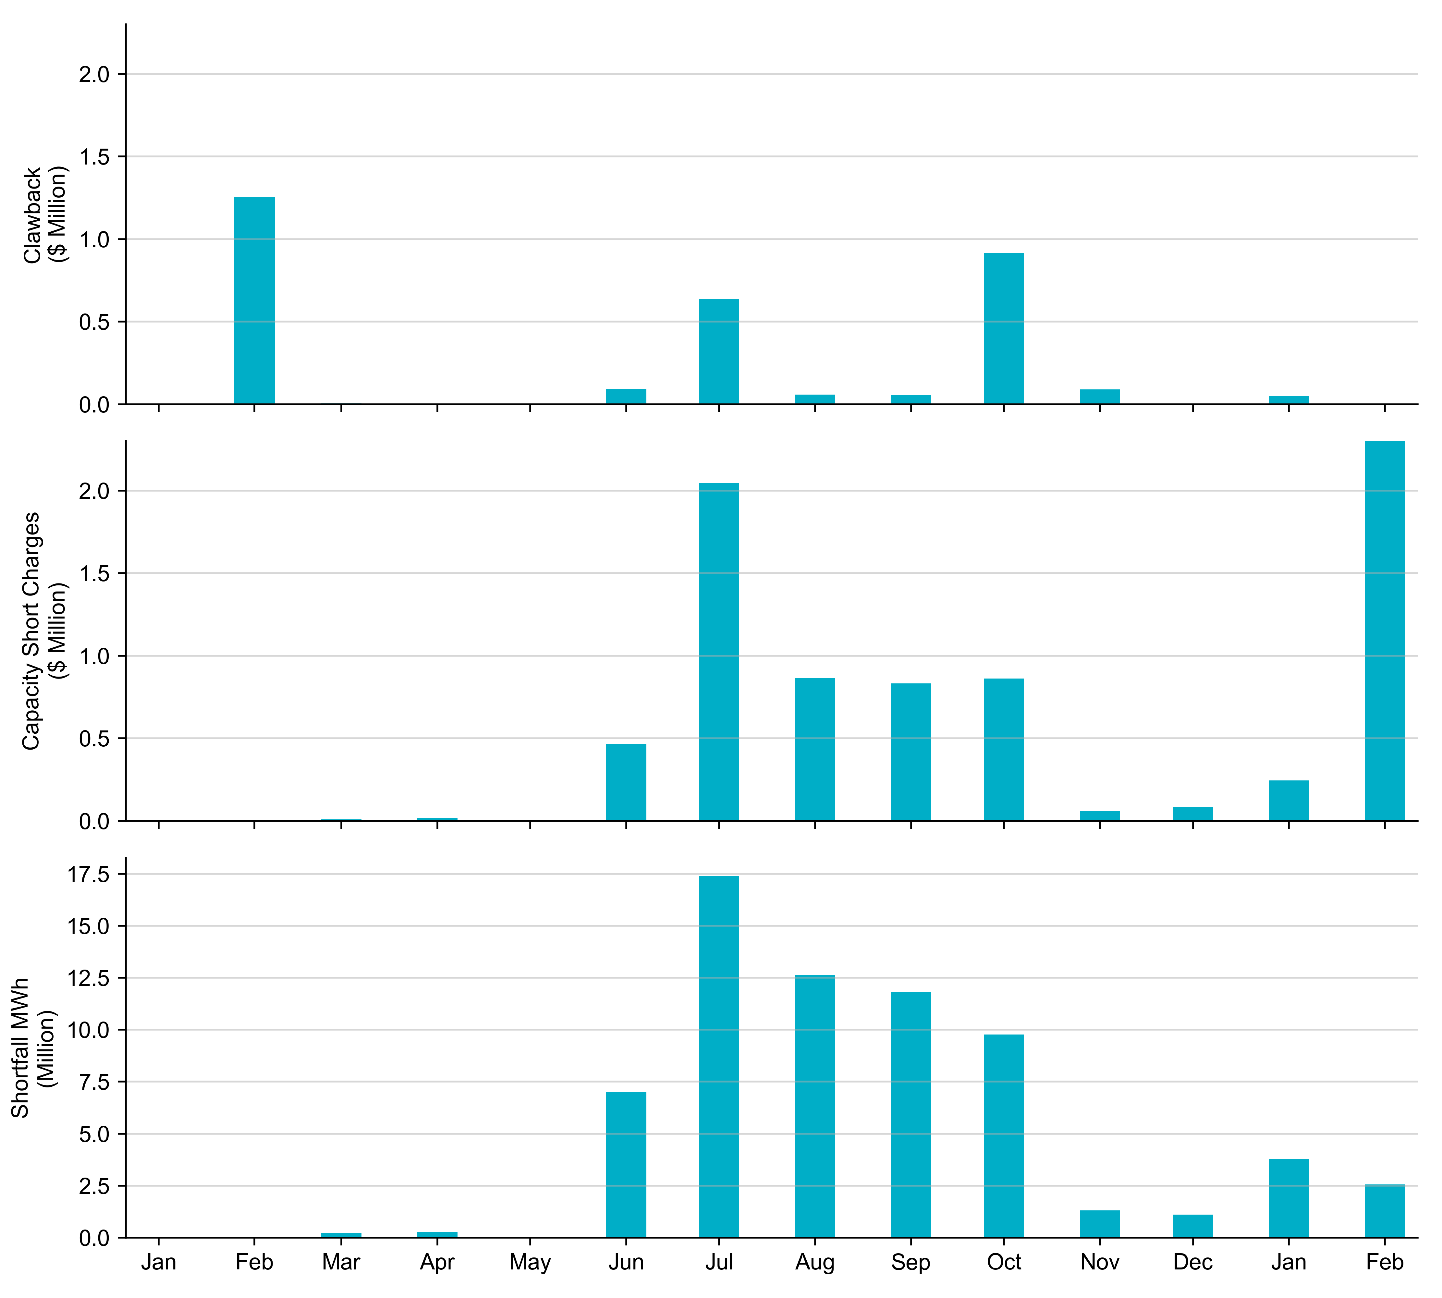 2.0
1.5
1.0
0.5
0.0
Clawback
($ Million)
2.0
1.5
1.0
0.5
0.0
Capacity Short Charges
($ Million)
17.5
15.0
12.5
10.0
7.5
5.0
2.5
0.0
Shortfall MWh
(Million)
Jan Feb Mar Apr May Jun Jul Aug Sep Oct Nov Dec Jan Feb